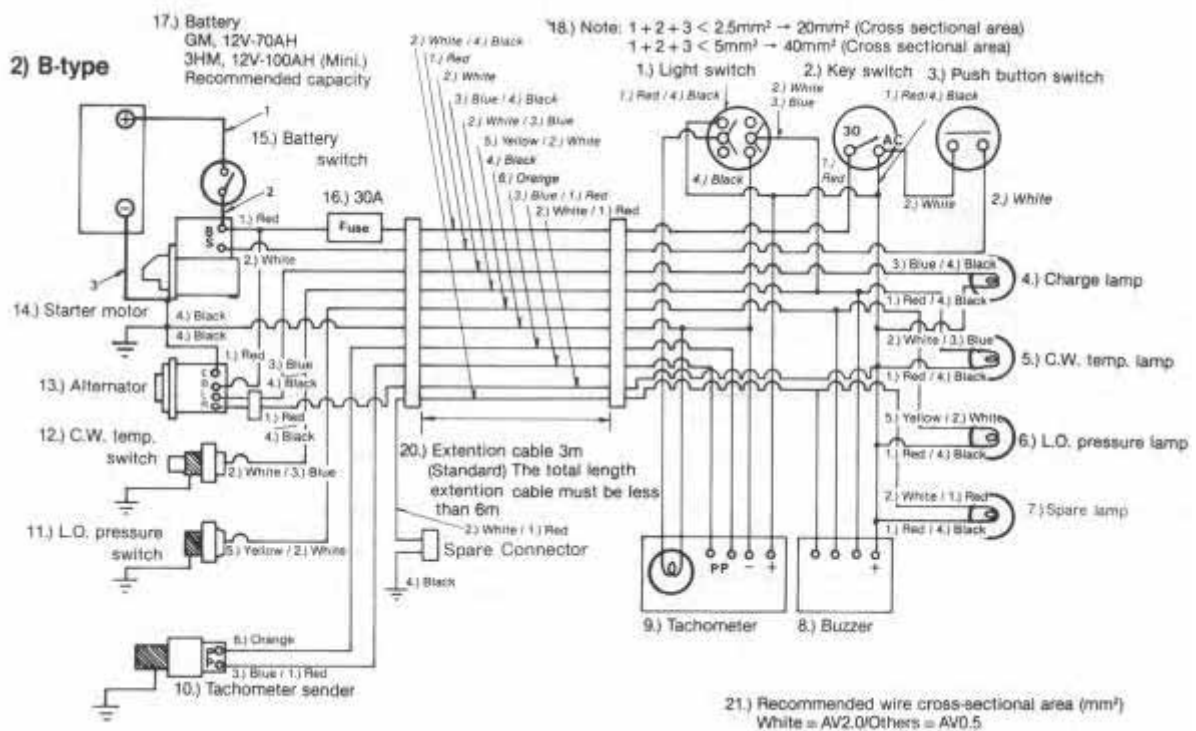 17.) Battery
GM, 12V-70AH
3HM, 12V-100AH (Mini.)
Recommended capacity
18.) Note: 1 + 2 + 3 < 2.5mm² → 20mm² (Cross sectional area)
1 + 2 + 3 < 5mm² → 40mm² (Cross sectional area)
2) B-type
1.) Light switch
2.) Key switch
3.) Push button switch
2.) White / 4.) Black
1.) Red
2.) White
3.) Blue / 4.) Black
2.) White / 3.) Blue
5.) Yellow / 2.) White
4.) Black
6.) Orange
3.) Blue / 1.) Red
2.) White / 1.) Red
1.) Red / 4.) Black
2.) White
3.) Blue
1.) Red/4.) Black
30
AC
4.) Black
1.)
Red
2.) White
2.) White
+
−
1
15.) Battery
switch
2
16.) 30A
Fuse
1.) Red
B
S
2.) White
3
14.) Starter motor
4.) Black
4.) Black
1.) Red
3.) Blue
4.) Black
13.) Alternator
1.) Red
4.) Black
12.) C.W. temp.
switch
2.) White / 3.) Blue
11.) L.O. pressure
switch
5.) Yellow / 2.) White
20.) Extention cable 3m
(Standard) The total length
extention cable must be less
than 6m
2.) White / 1.) Red
Spare Connector
4.) Black
3.) Blue / 4.) Black
4.) Charge lamp
1.) Red / 4.) Black
2.) White / 3.) Blue
5.) C.W. temp. lamp
1.) Red / 4.) Black
5.) Yellow / 2.) White
6.) L.O. pressure lamp
1.) Red / 4.) Black
2.) White / 1.) Red
7.) Spare lamp
1.) Red / 4.) Black
PP − +
+
9.) Tachometer
8.) Buzzer
6.) Orange
P
P
3.) Blue / 1.) Red
10.) Tachometer sender
21.) Recommended wire cross-sectional area (mm²)
White = AV2.0/Others = AV0.5